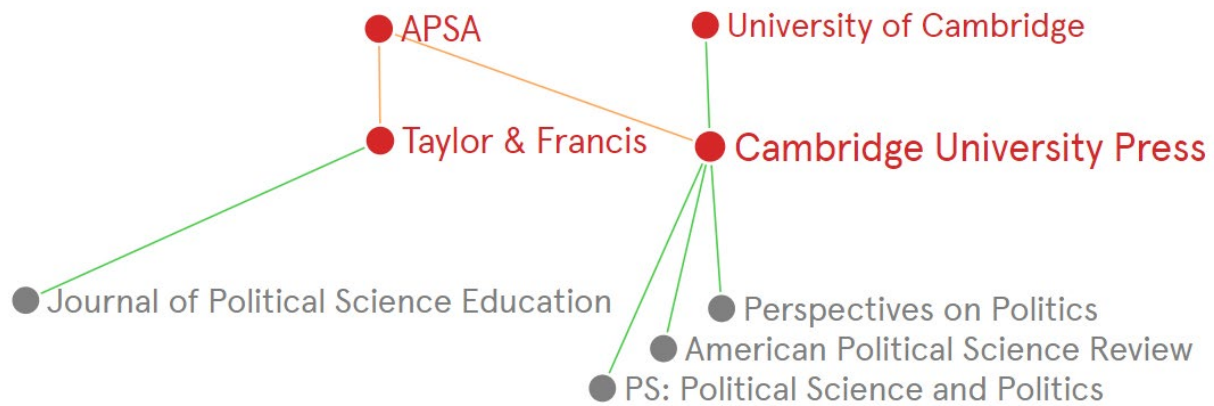 APSA
University of Cambridge
Taylor & Francis
Cambridge University Press
Journal of Political Science Education
Perspectives on Politics
American Political Science Review
PS: Political Science and Politics